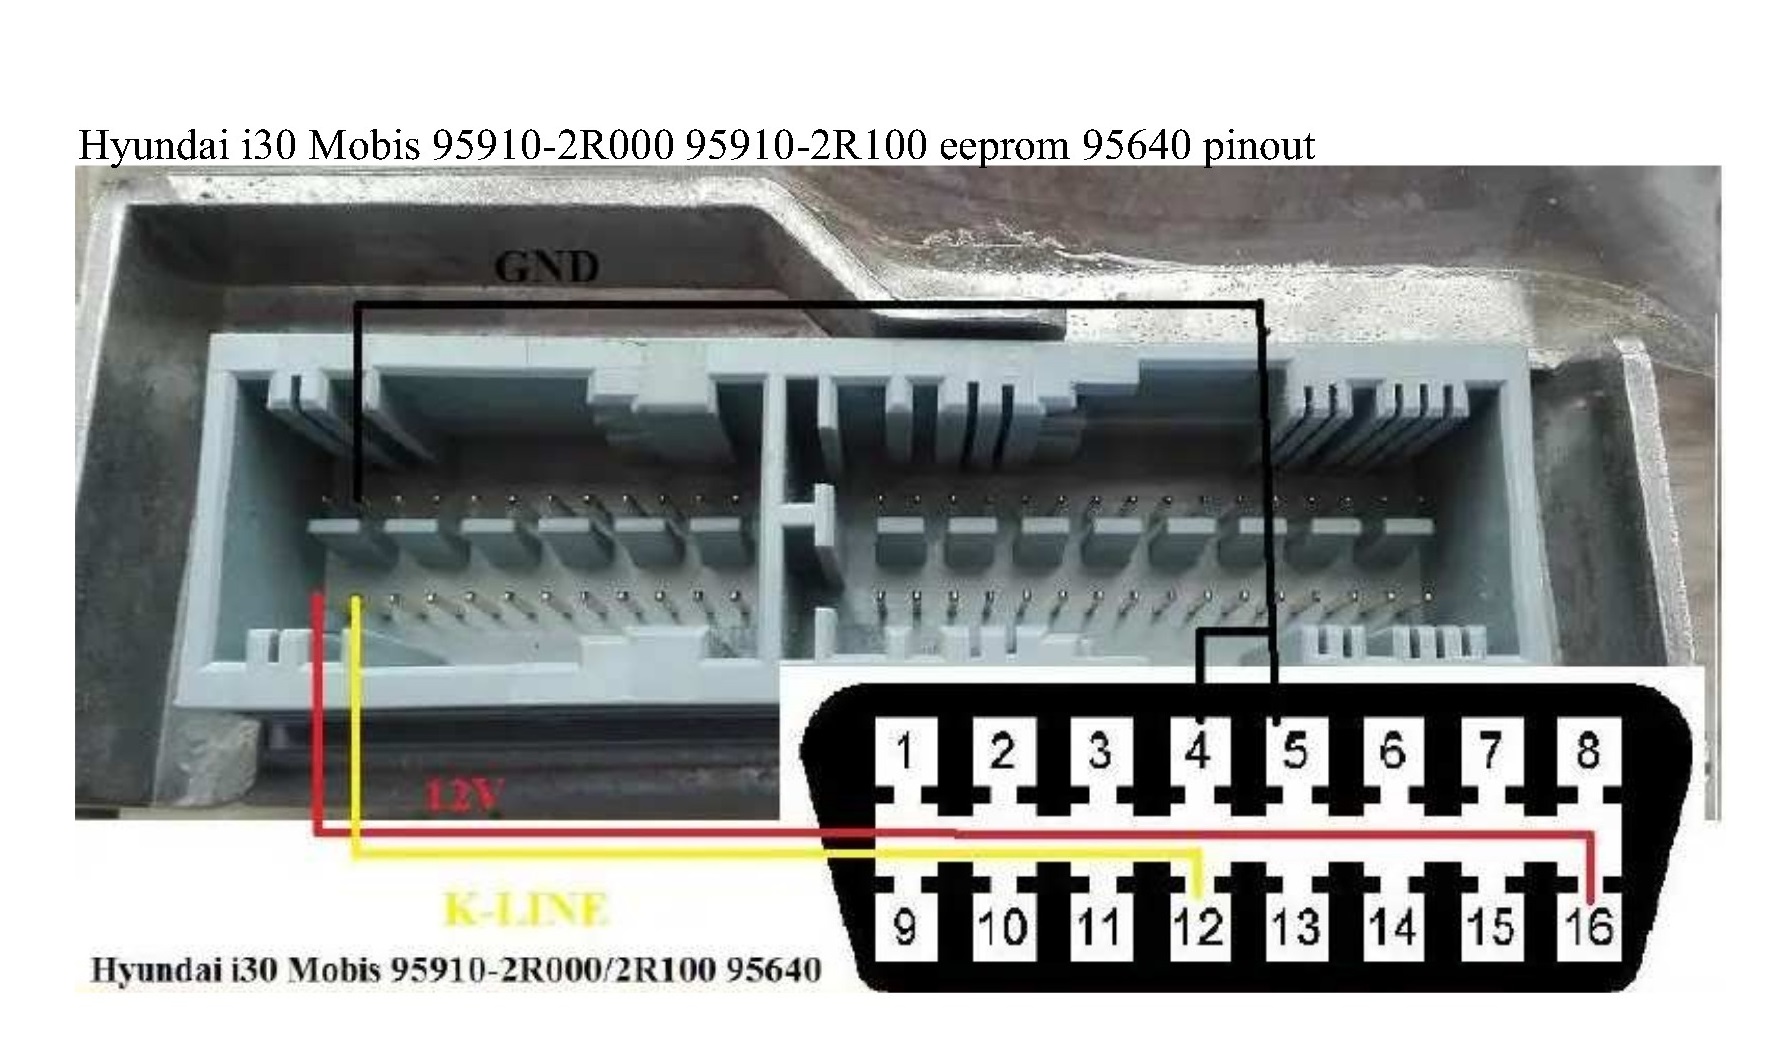 Hyundai i30 Mobis 95910-2R000 95910-2R100 eeprom 95640 pinout
GND
12V
K-LINE
1 2 3 4 5 6 7 8
9 10 11 12 13 14 15 16
Hyundai i30 Mobis 95910-2R000/2R100 95640